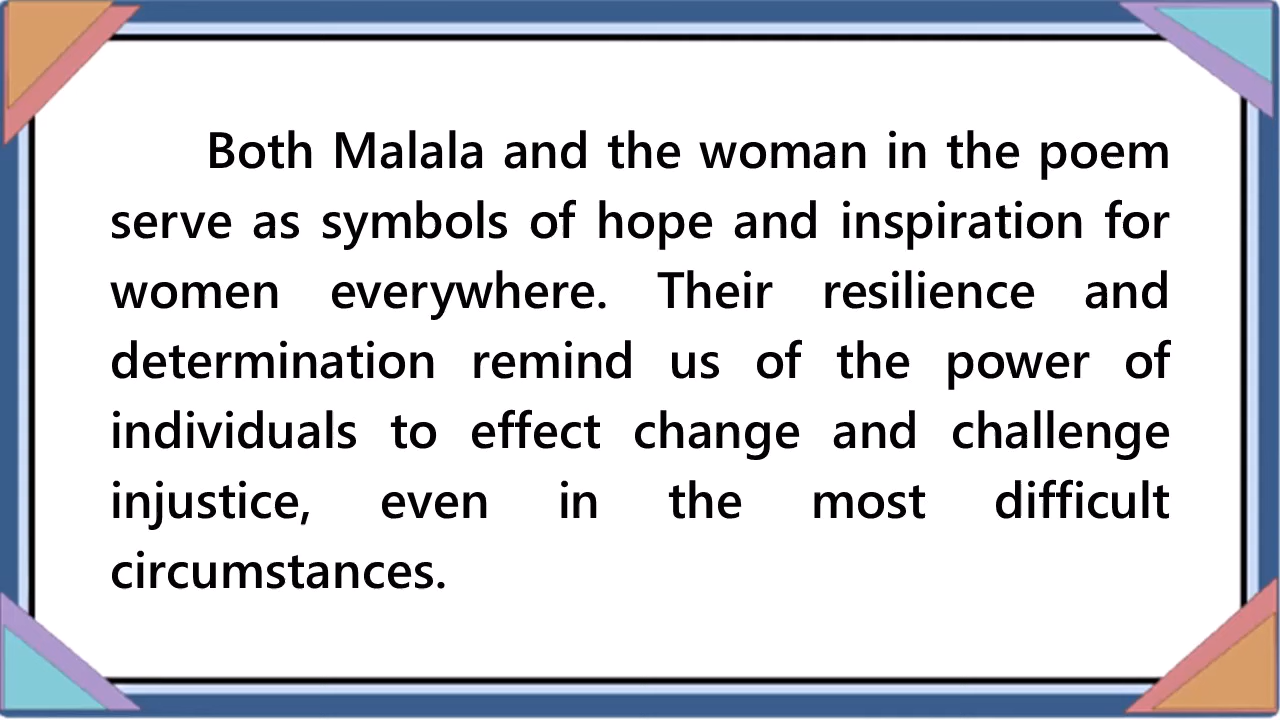 Both Malala and the woman in the poem
serve as symbols of hope and inspiration for
women everywhere. Their resilience and
determination remind us of the power of
individuals to effect change and challenge
injustice, even in the most difficult
circumstances.